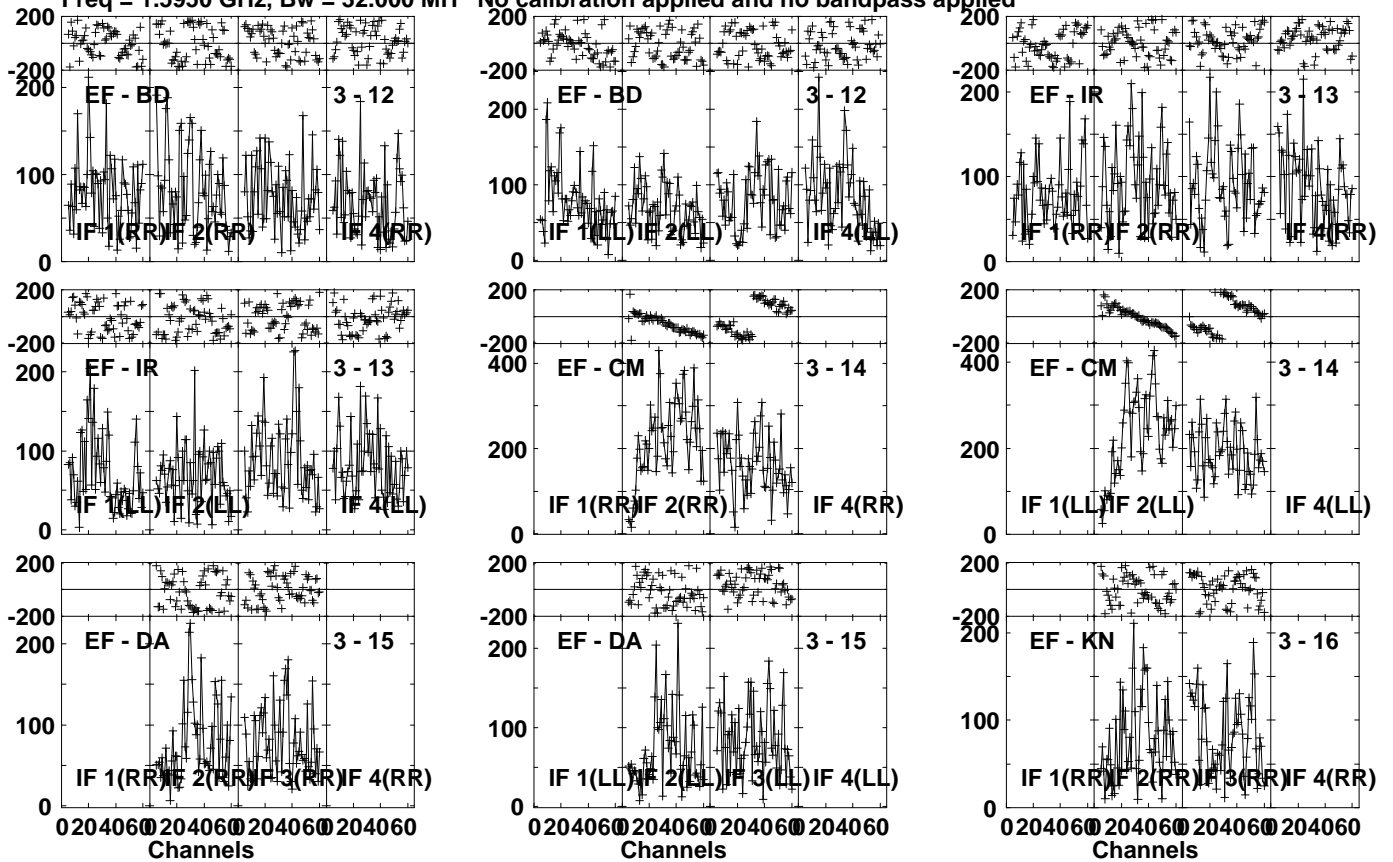 Freq = 1.5950 GHz, Bw = 32.000 MH No calibration applied and no bandpass applied
200 200 200
-200 -200 -200
EF - BD 3 - 12 EF - BD 3 - 12 EF - IR 3 - 13
200 200 200
100 100 100
IF 1(RR) IF 2(RR) IF 4(RR) IF 1(LL) IF 2(LL) IF 4(LL) IF 1(RR) IF 2(RR) IF 4(RR)
0 0 0
200 200 200
-200 -200 -200
EF - IR 3 - 13 EF - CM 3 - 14 EF - CM 3 - 14
200 400 400
100 200 200
IF 1(LL) IF 2(LL) IF 4(LL) IF 1(RR) IF 2(RR) IF 4(RR) IF 1(LL) IF 2(LL) IF 4(LL)
0 0 0
200 200 200
-200 -200 -200
EF - DA 3 - 15 EF - DA 3 - 15 EF - KN 3 - 16
200 200 200
100 100 100
IF 1(RR) IF 2(RR) IF 3(RR) IF 4(RR) IF 1(LL) IF 2(LL) IF 3(LL) IF 4(LL) IF 1(RR) IF 2(RR) IF 3(RR) IF 4(RR)
0 0 0
0 20 40 60 0 20 40 60 0 20 40 60 0 20 40 60 0 20 40 60 0 20 40 60 0 20 40 60 0 20 40 60 0 20 40 60 0 20 40 60 0 20 40 60 0 20 40 60
Channels Channels Channels